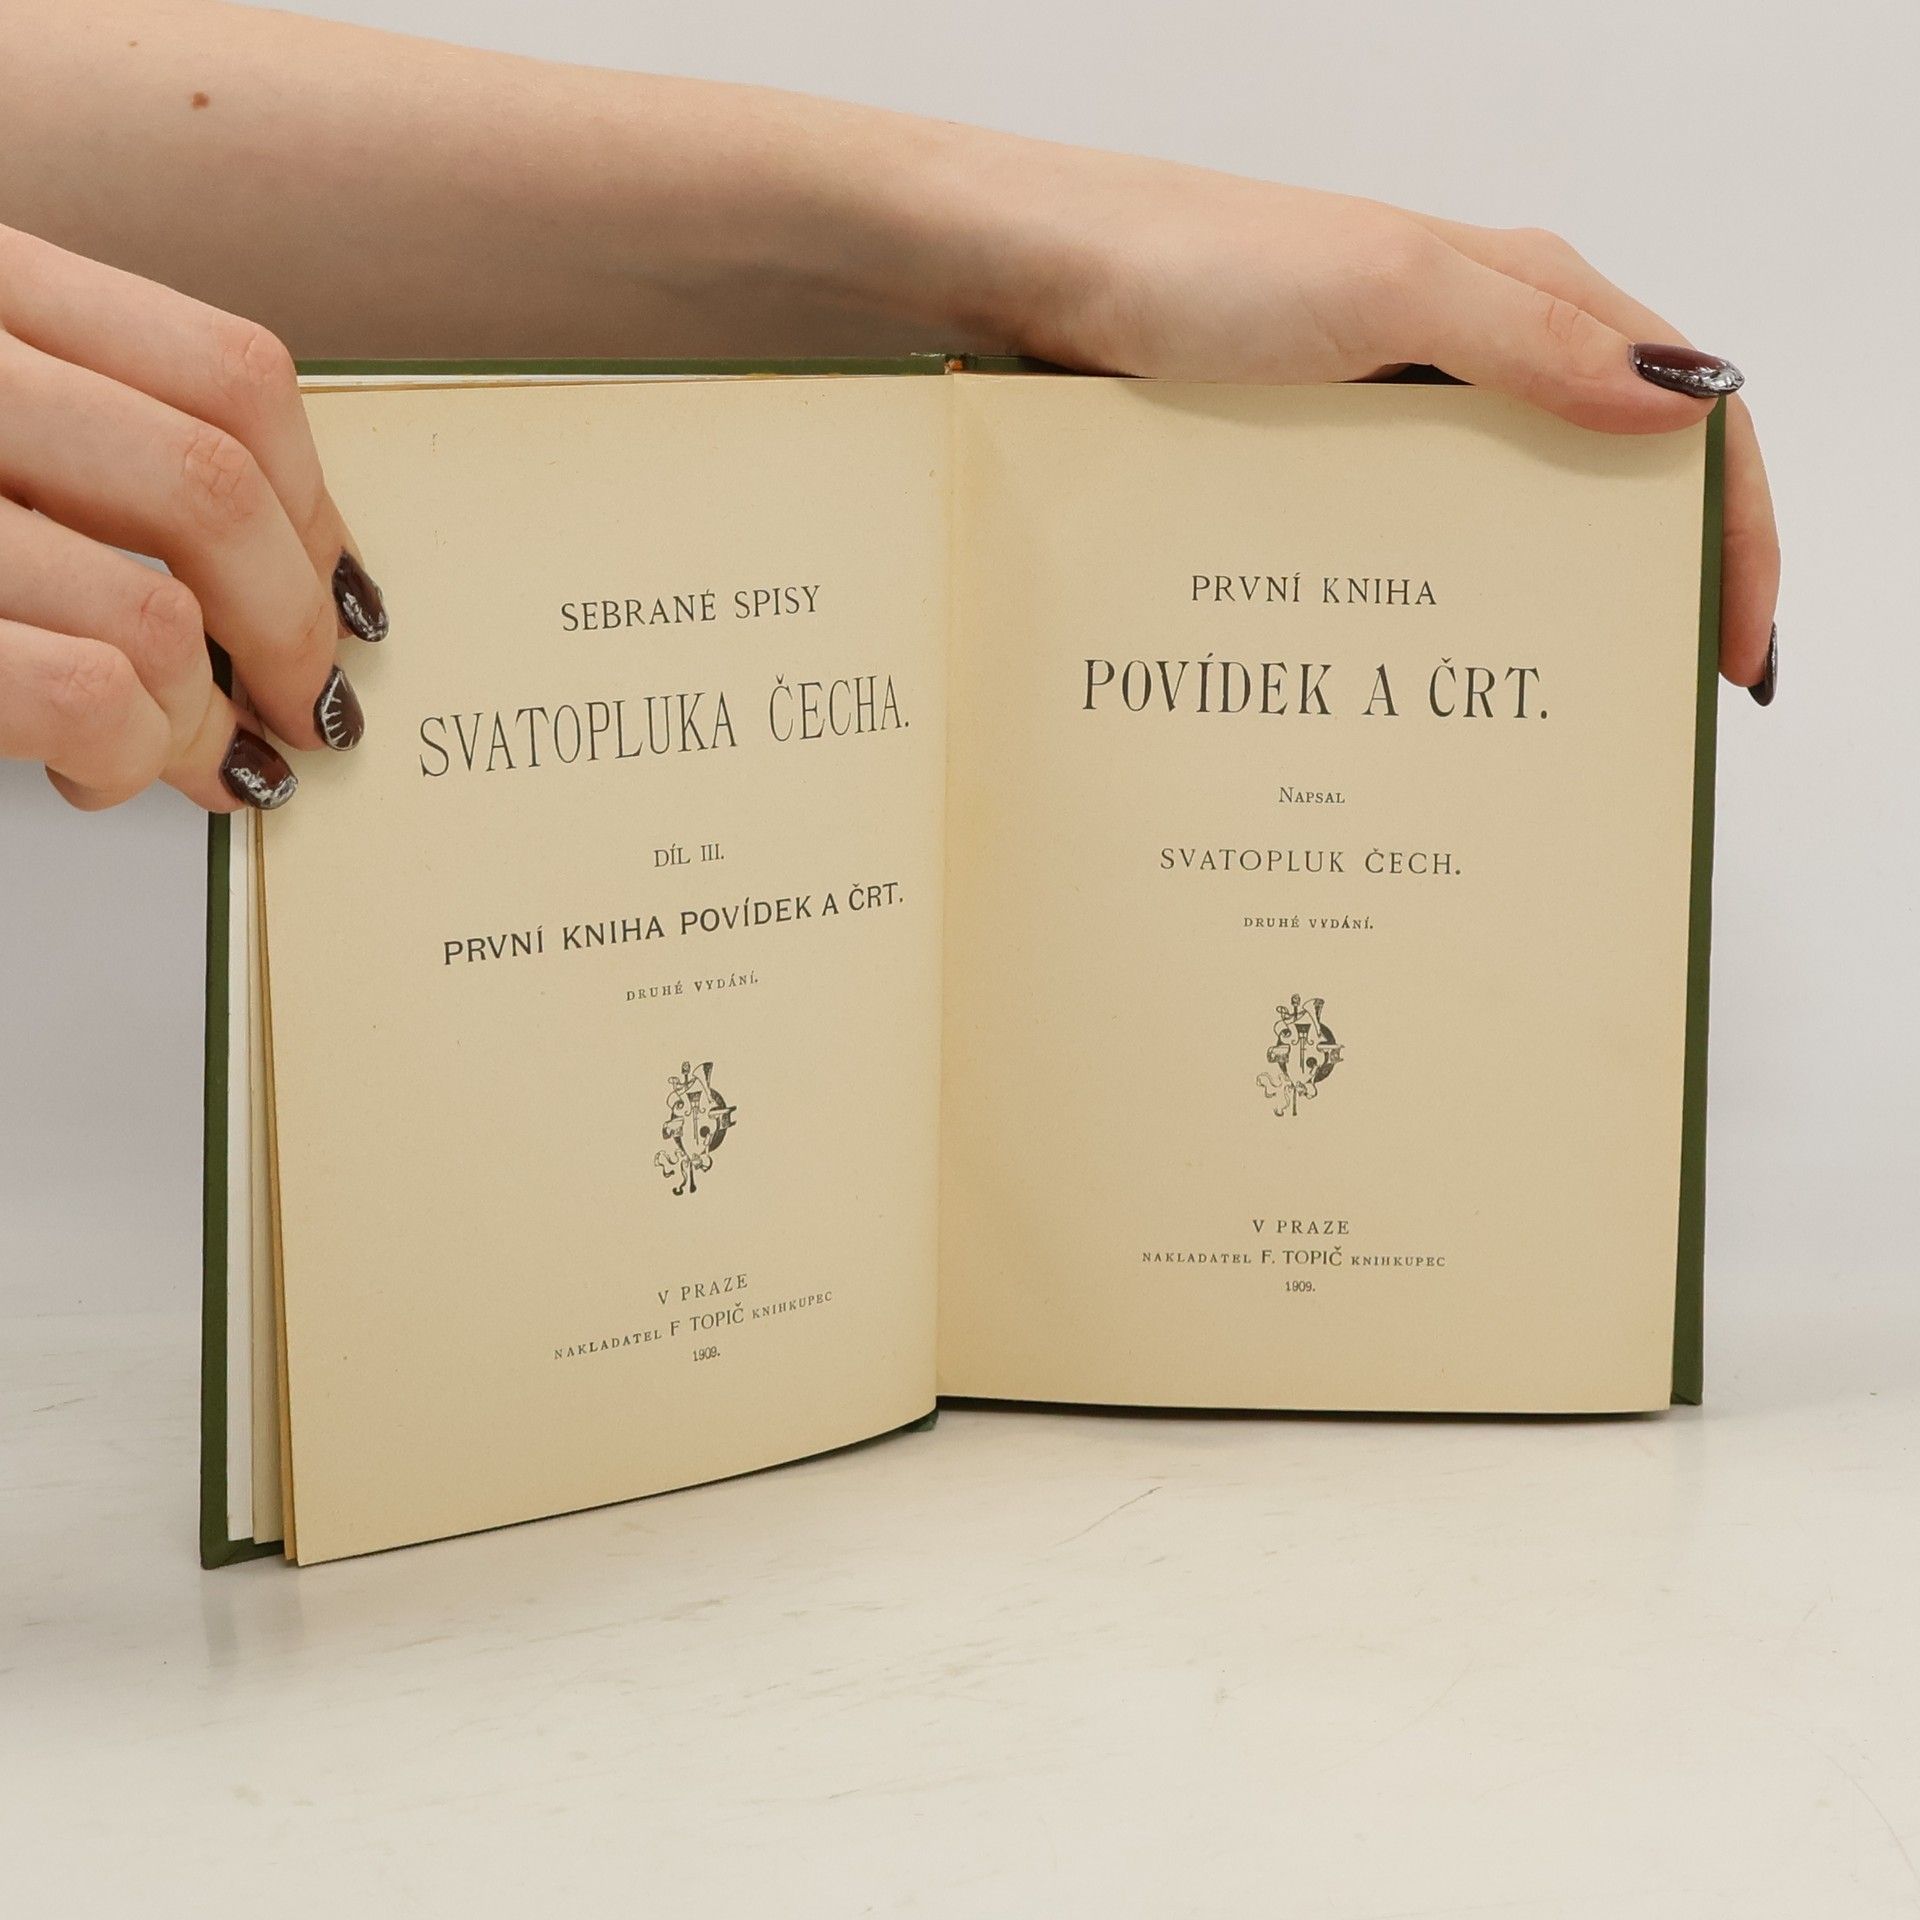 SEBRANÉ SPISY
SVATOPLUKA ČECHA.
DÍL III.
PRVNÍ KNIHA POVÍDEK A ČRT.
DRUHÉ VYDÁNÍ.
V PRAZE
NAKLADATEL F TOPIČ KNIHKUPEC
1909.
PRVNÍ KNIHA
POVÍDEK A ČRT.
NAPSAL
SVATOPLUK ČECH.
DRUHÉ VYDÁNÍ.
V PRAZE
NAKLADATEL F. TOPIČ KNIHKUPEC
1909.